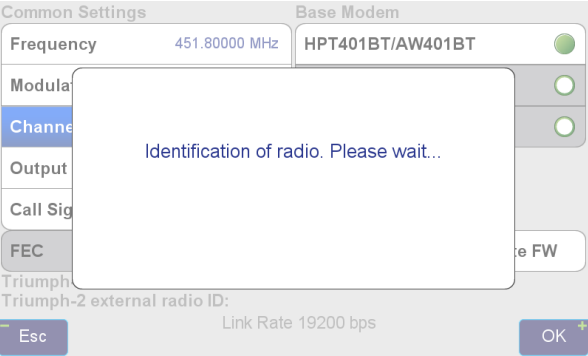 Common Settings
Base Modem
Frequency
451.80000 MHz
HPT401BT/AW401BT
Modula
Channe
Identification of radio. Please wait...
Output
Call Sig
FEC
te FW
Triumph-
Triumph-2 external radio ID:
Link Rate 19200 bps
- Esc
OK +